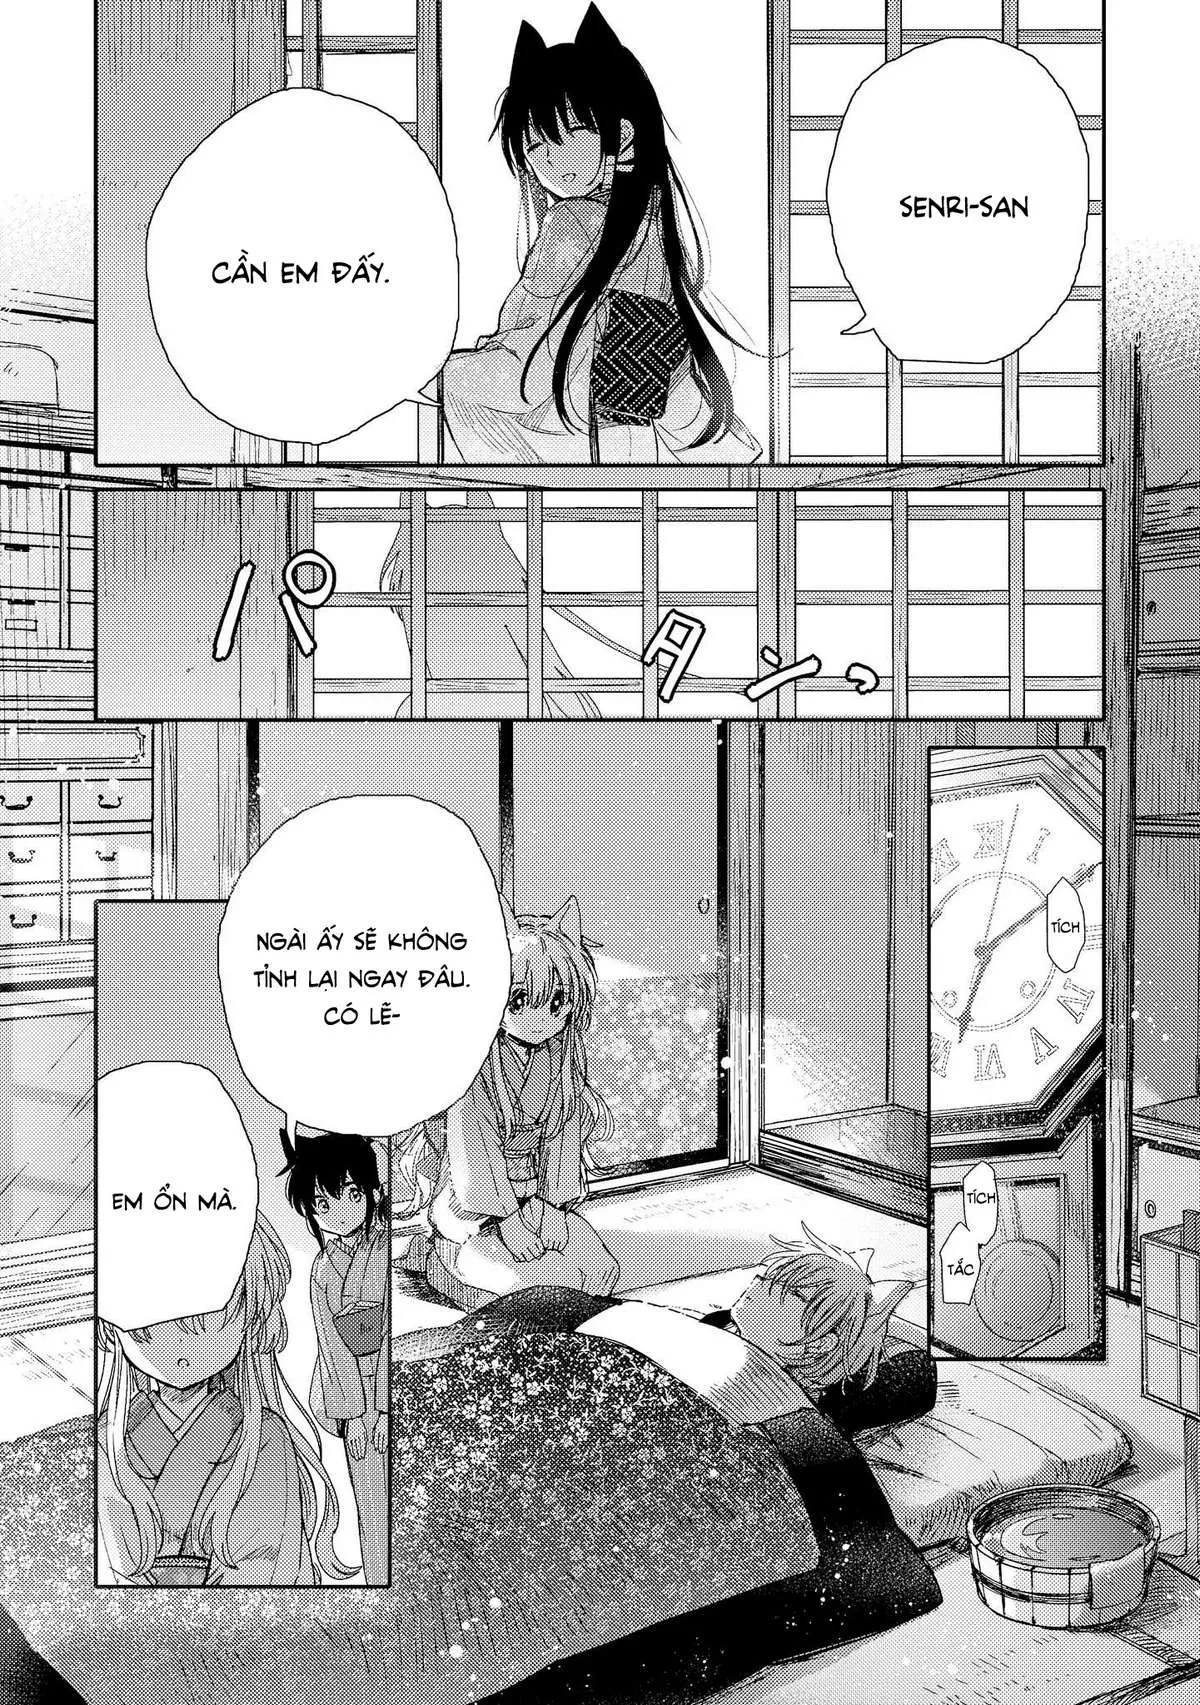 SENRI-SAN
CẦN EM ĐẤY.
パタンっ
TÍCH
TÍCH
TẮC
NGÀI ẤY SẼ KHÔNG
TỈNH LẠI NGAY ĐÂU.
CÓ LẼ-
EM ỔN MÀ.